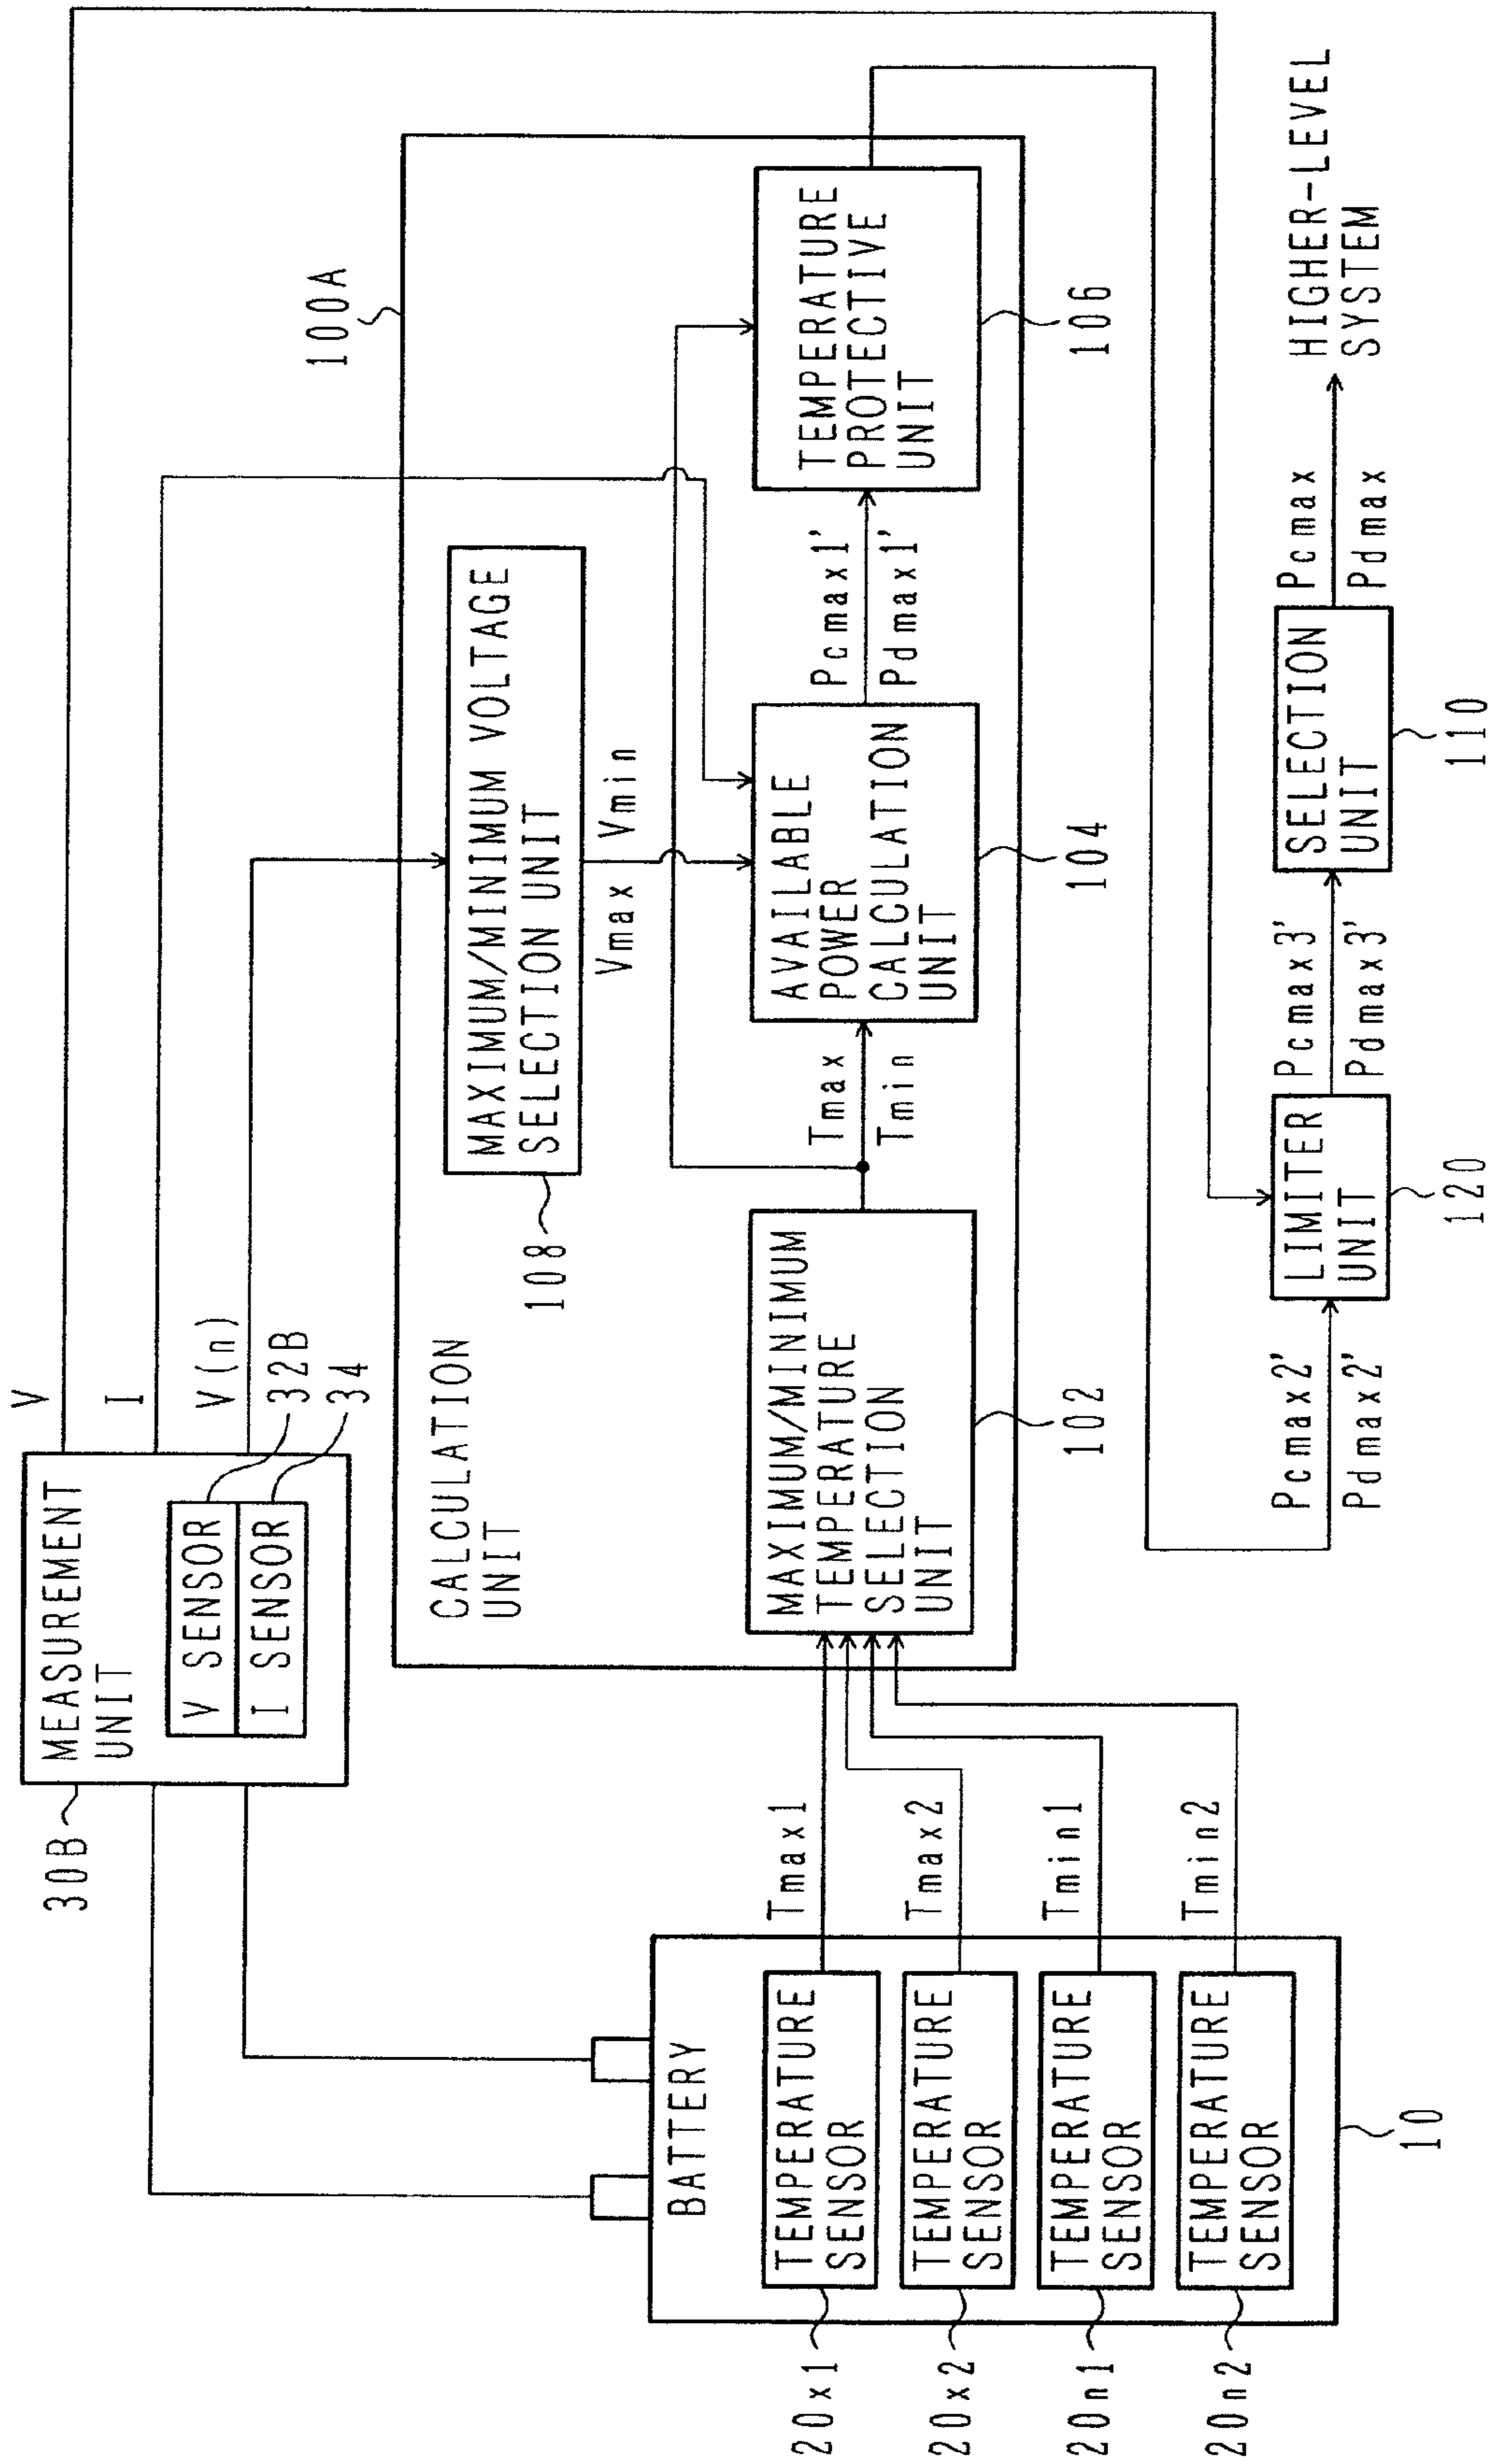 30B
MEASUREMENT
UNIT
V SENSOR
I SENSOR
V
I
V(n)
32B
34
100A
CALCULATION
UNIT
108
MAXIMUM/MINIMUM VOLTAGE
SELECTION UNIT
Vmax Vmin
BATTERY
TEMPERATURE
SENSOR
TEMPERATURE
SENSOR
TEMPERATURE
SENSOR
TEMPERATURE
SENSOR
20x1
20x2
20n1
20n2
10
Tmax1
Tmax2
Tmin1
Tmin2
MAXIMUM/MINIMUM
TEMPERATURE
SELECTION
UNIT
102
Tmax
Tmin
AVAILABLE
POWER
CALCULATION
UNIT
104
Pcmax1'
Pdmax1'
TEMPERATURE
PROTECTIVE
UNIT
106
Pcmax2'
Pdmax2'
LIMITER
UNIT
120
Pcmax3'
Pdmax3'
SELECTION
UNIT
110
Pcmax
Pdmax
HIGHER-LEVEL
SYSTEM